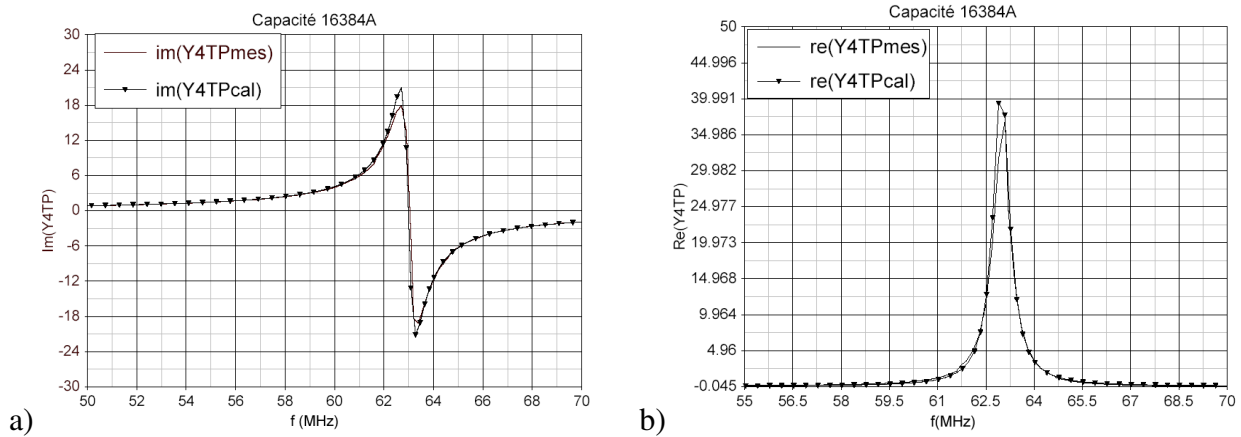 Capacité 16384A
30
24
18
12
6
0
-6
-12
-18
-24
-30
Im(Y4TP)
im(Y4TPmes)
im(Y4TPcal)
50 52 54 56 58 60 62 64 66 68 70
f (MHz)
a)
Capacité 16384A
50
44.996
39.991
34.986
29.982
24.977
19.973
14.968
9.964
4.96
-0.045
Re(Y4TP)
re(Y4TPmes)
re(Y4TPcal)
55 56.5 58 59.5 61 62.5 64 65.5 67 68.5 70
f(MHz)
b)